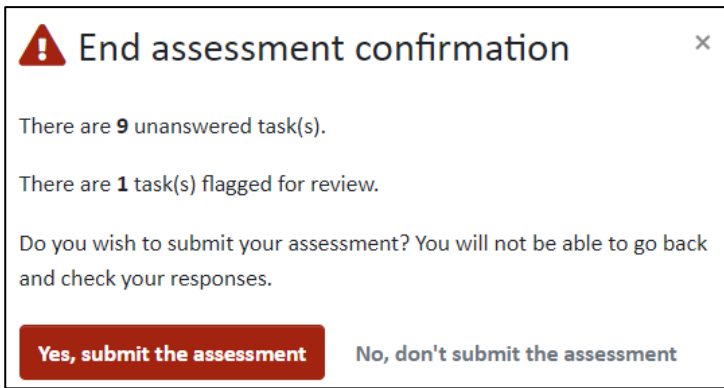 End assessment confirmation ×
There are 9 unanswered task(s).
There are 1 task(s) flagged for review.
Do you wish to submit your assessment? You will not be able to go back
and check your responses.
Yes, submit the assessment No, don't submit the assessment